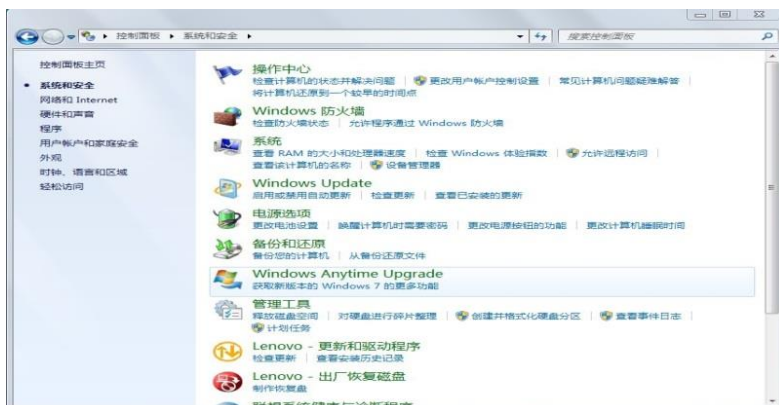 控制面板 ▸ 系统和安全 ▸
搜索控制面板
控制面板主页
系统和安全
网络和 Internet
硬件和声音
程序
用户帐户和家庭安全
外观
时钟、语言和区域
轻松访问
操作中心
检查计算机的状态并解决问题 | 更改用户帐户控制设置 | 常见计算机问题疑难解答 |
将计算机还原到一个较早的时间点
Windows 防火墙
检查防火墙状态 | 允许程序通过 Windows 防火墙
系统
查看 RAM 的大小和处理器速度 | 检查 Windows 体验指数 | 允许远程访问 |
查看该计算机的名称 | 设备管理器
Windows Update
启用或禁用自动更新 | 检查更新 | 查看已安装的更新
电源选项
更改电池设置 | 唤醒计算机时需要密码 | 更改电源按钮的功能 | 更改计算机睡眠时间
备份和还原
备份您的计算机 | 从备份还原文件
Windows Anytime Upgrade
获取新版本的 Windows 7 的更多功能
管理工具
释放磁盘空间 | 对硬盘进行碎片整理 | 创建并格式化硬盘分区 | 查看事件日志 |
计划任务
Lenovo - 更新和驱动程序
检查更新 | 查看安装历史记录
Lenovo - 出厂恢复磁盘
制作恢复盘
联想系统健康与诊断程序